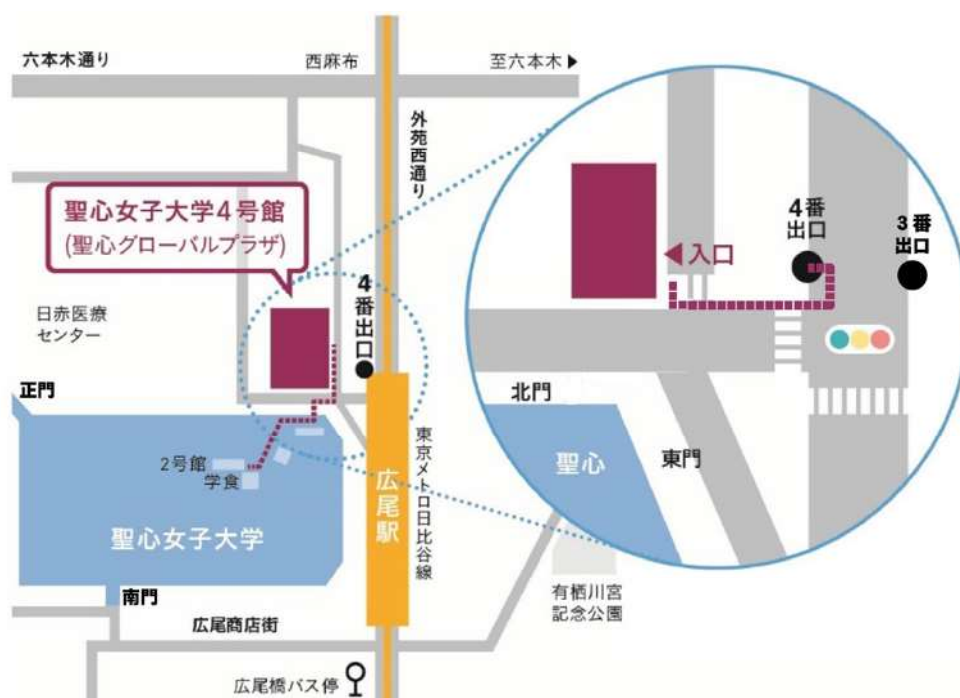 六本木通り
西麻布
至六本木▶
外苑西通り
聖心女子大学4号館
(聖心グローバルプラザ)
日赤医療
センター
4番出口
正門
2号館
学食
聖心女子大学
広尾駅
東京メトロ日比谷線
南門
広尾商店街
広尾橋バス停
有栖川宮
記念公園
◀入口
4番
出口
3番
出口
北門
聖心
東門